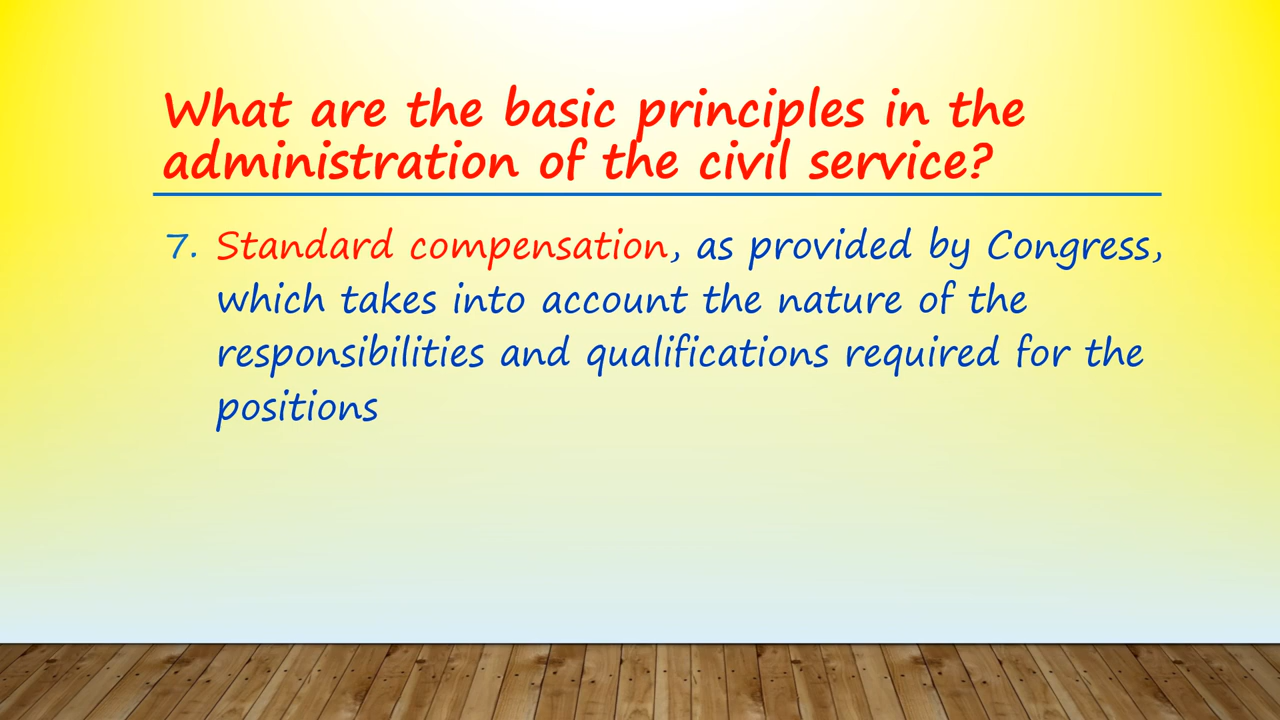 What are the basic principles in the
administration of the civil service?
7. Standard compensation, as provided by Congress,
which takes into account the nature of the
responsibilities and qualifications required for the
positions